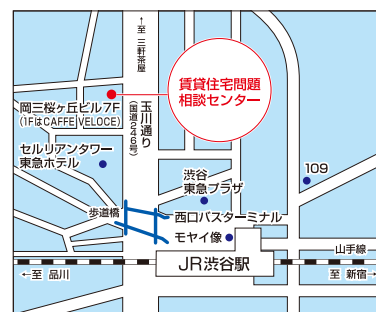 ←至 三軒茶屋
賃貸住宅問題
相談センター
岡三桜ヶ丘ビル7F
(1FはCAFFE VELOCE)
玉川通り
(国道246号)
セルリアンタワー
東急ホテル
渋谷
東急プラザ
109
歩道橋
西口バスターミナル
モヤイ像
山手線
JR渋谷駅
←至 品川
至 新宿→